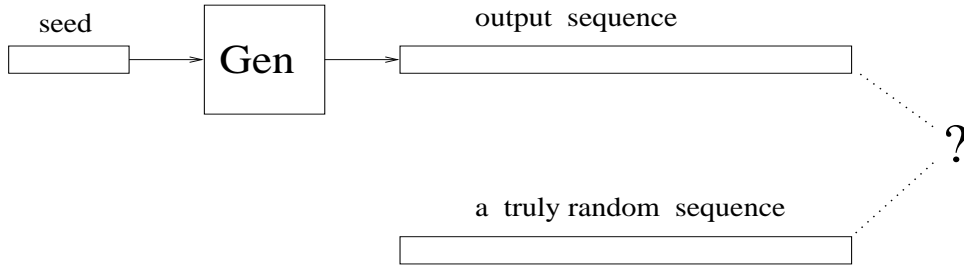 seed
output sequence
Gen
?
a truly random sequence